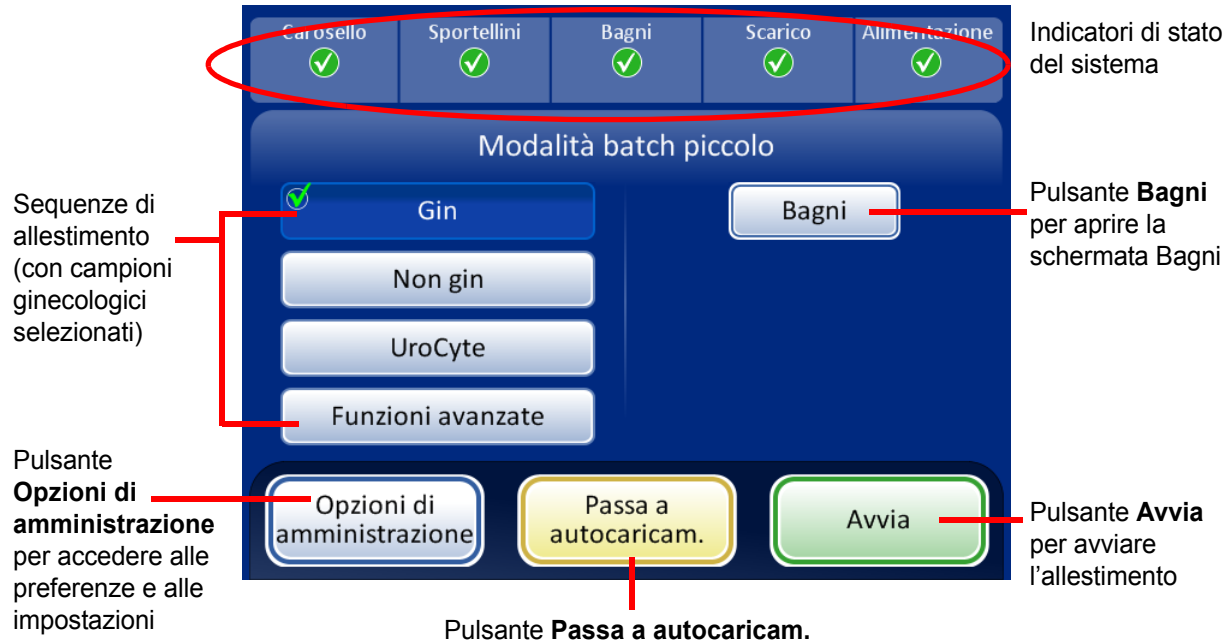 Carosello
Sportellini
Bagni
Scarico
Alimentazione
Indicatori di stato
del sistema
Modalità batch piccolo
Sequenze di
allestimento
(con campioni
ginecologici
selezionati)
Gin
Non gin
UroCyte
Funzioni avanzate
Bagni
Pulsante Bagni
per aprire la
schermata Bagni
Pulsante
Opzioni di
amministrazione
per accedere alle
preferenze e alle
impostazioni
Opzioni di
amministrazione
Passa a
autocaricam.
Avvia
Pulsante Avvia
per avviare
l’allestimento
Pulsante Passa a autocaricam.